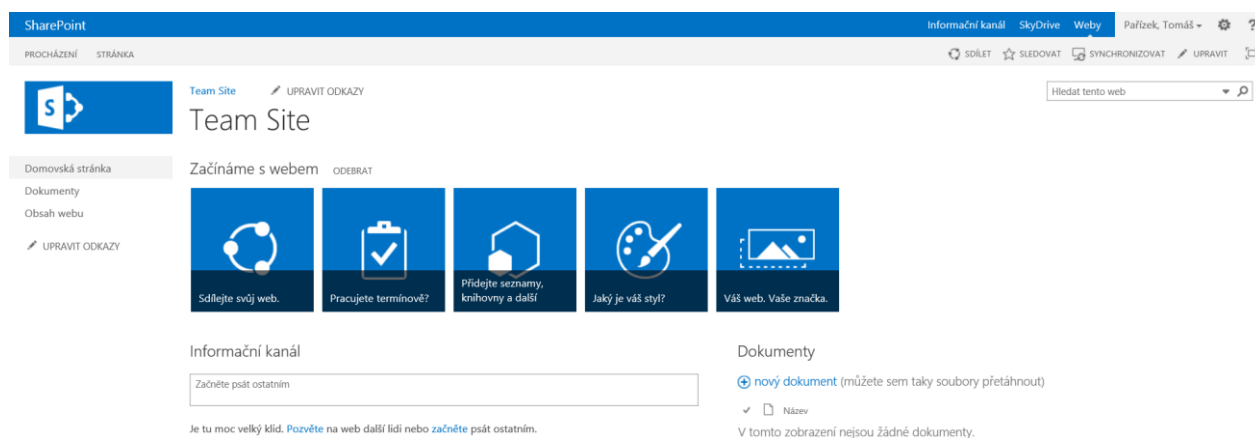 SharePoint
Informační kanál SkyDrive Weby Pařízek, Tomáš ?
PROCHÁZENÍ STRÁNKA
SDÍLET SLEDOVAT SYNCHRONIZOVAT UPRAVIT
S
Team Site UPRAVIT ODKAZY
Hledat tento web
Team Site
Domovská stránka
Dokumenty
Obsah webu
UPRAVIT ODKAZY
Začínáme s webem ODEBRAT
Sdílejte svůj web.
Pracujete termínově?
Přidejte seznamy,
knihovny a další
Jaký je váš styl?
Váš web. Vaše značka.
Informační kanál
Začněte psát ostatním
Je tu moc velký klid. Pozvěte na web další lidi nebo začněte psát ostatním.
Dokumenty
nový dokument (můžete sem taky soubory přetáhnout)
Název
V tomto zobrazení nejsou žádné dokumenty.